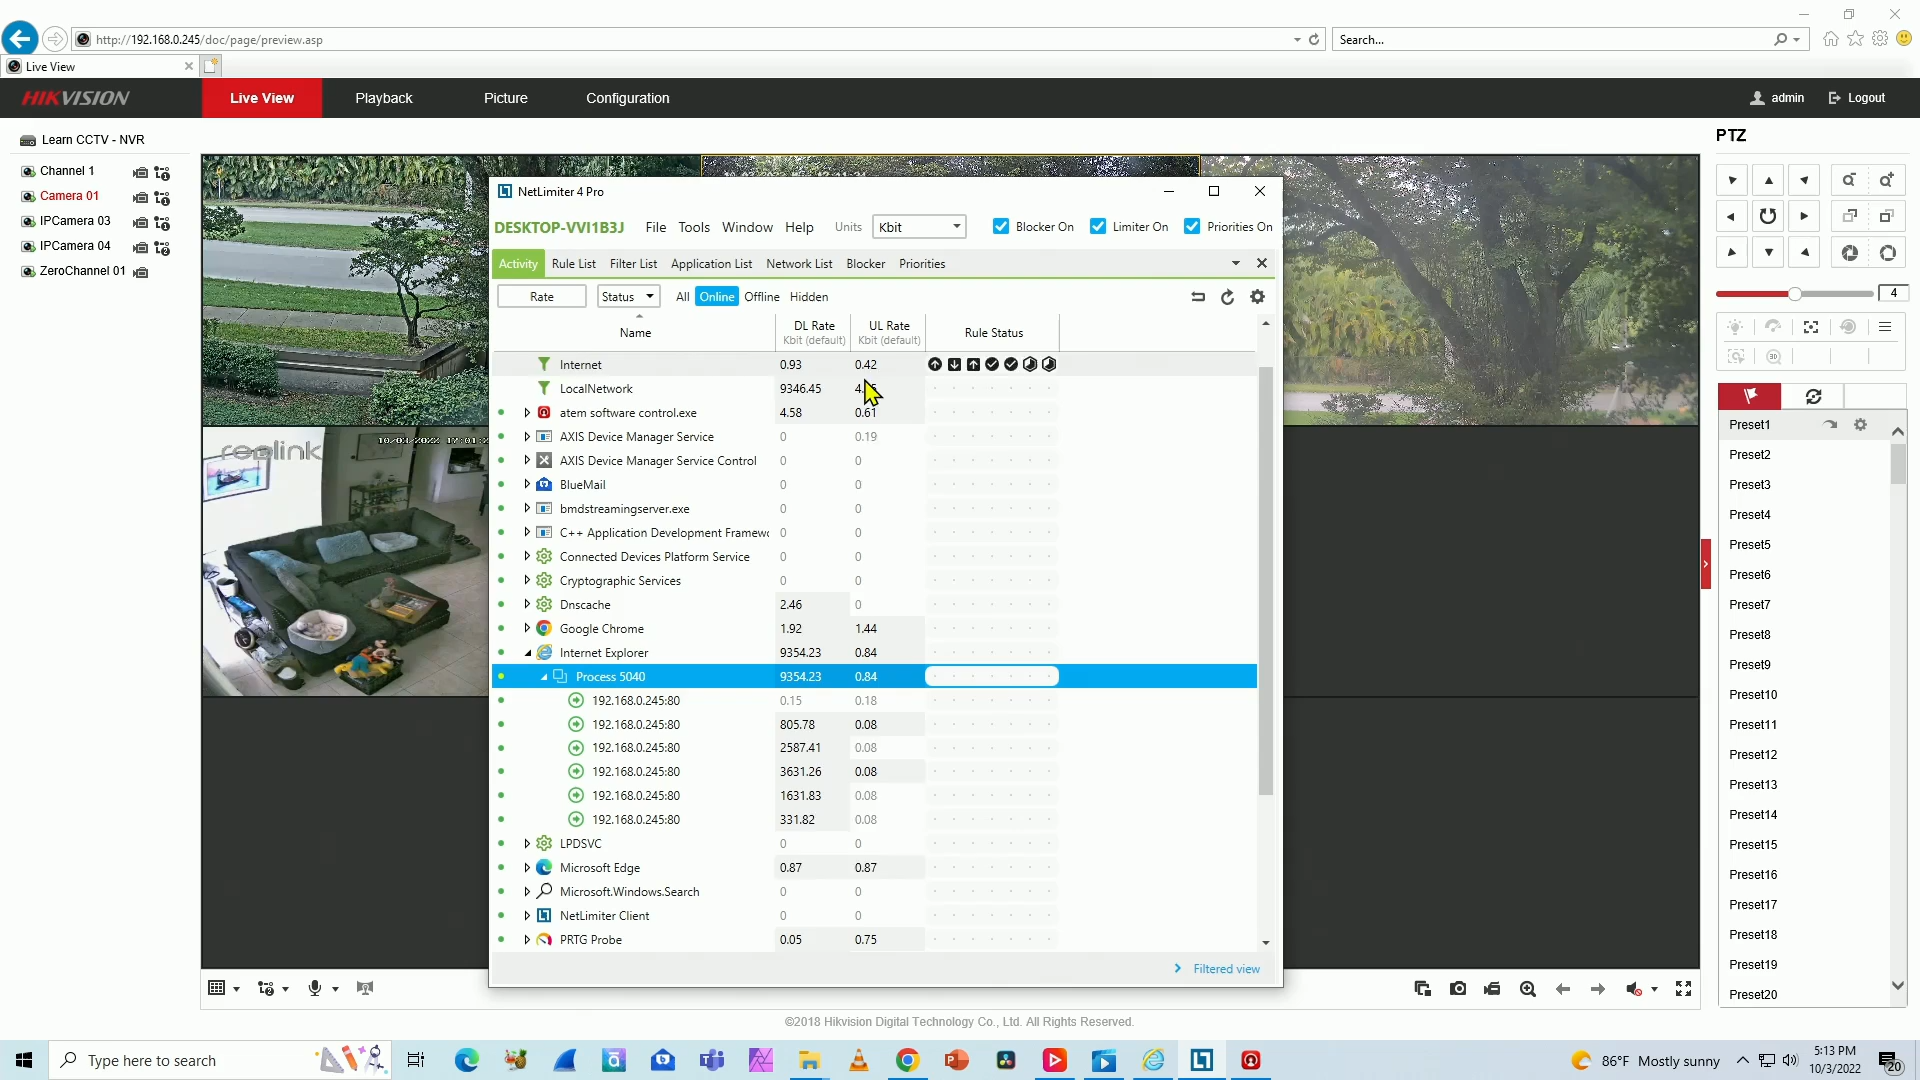 http://192.168.0.245/doc/page/preview.asp
Search...
Live View
HIKVISION
Live View
Playback
Picture
Configuration
admin
Logout
Learn CCTV - NVR
Channel 1
Camera 01
IPCamera 03
IPCamera 04
ZeroChannel 01
reolink
NetLimiter 4 Pro
DESKTOP-VVI1B3J File Tools Window Help Units Kbit Blocker On Limiter On Priorities On
Activity Rule List Filter List Application List Network List Blocker Priorities
Rate Status All Online Offline Hidden
Name DL Rate UL Rate Rule Status
Kbit (default) Kbit (default)
Internet 0.93 0.42
LocalNetwork 9346.45
atem software control.exe 4.58 0.61
AXIS Device Manager Service 0 0.19
AXIS Device Manager Service Control 0 0
BlueMail 0 0
bmdstreamingserver.exe 0 0
C++ Application Development Framew 0 0
Connected Devices Platform Service 0 0
Cryptographic Services 0 0
Dnscache 2.46 0
Google Chrome 1.92 1.44
Internet Explorer 9354.23 0.84
Process 5040 9354.23 0.84
192.168.0.245:80 0.15 0.18
192.168.0.245:80 805.78 0.08
192.168.0.245:80 2587.41 0.08
192.168.0.245:80 3631.26 0.08
192.168.0.245:80 1631.83 0.08
192.168.0.245:80 331.82 0.08
LPDSVC 0 0
Microsoft Edge 0.87 0.87
Microsoft.Windows.Search 0 0
NetLimiter Client 0 0
PRTG Probe 0.05 0.75
Filtered view
PTZ
4
3D
Preset1
Preset2
Preset3
Preset4
Preset5
Preset6
Preset7
Preset8
Preset9
Preset10
Preset11
Preset12
Preset13
Preset14
Preset15
Preset16
Preset17
Preset18
Preset19
Preset20
©2018 Hikvision Digital Technology Co., Ltd. All Rights Reserved.
Type here to search
86°F Mostly sunny
5:13 PM
10/3/2022
20